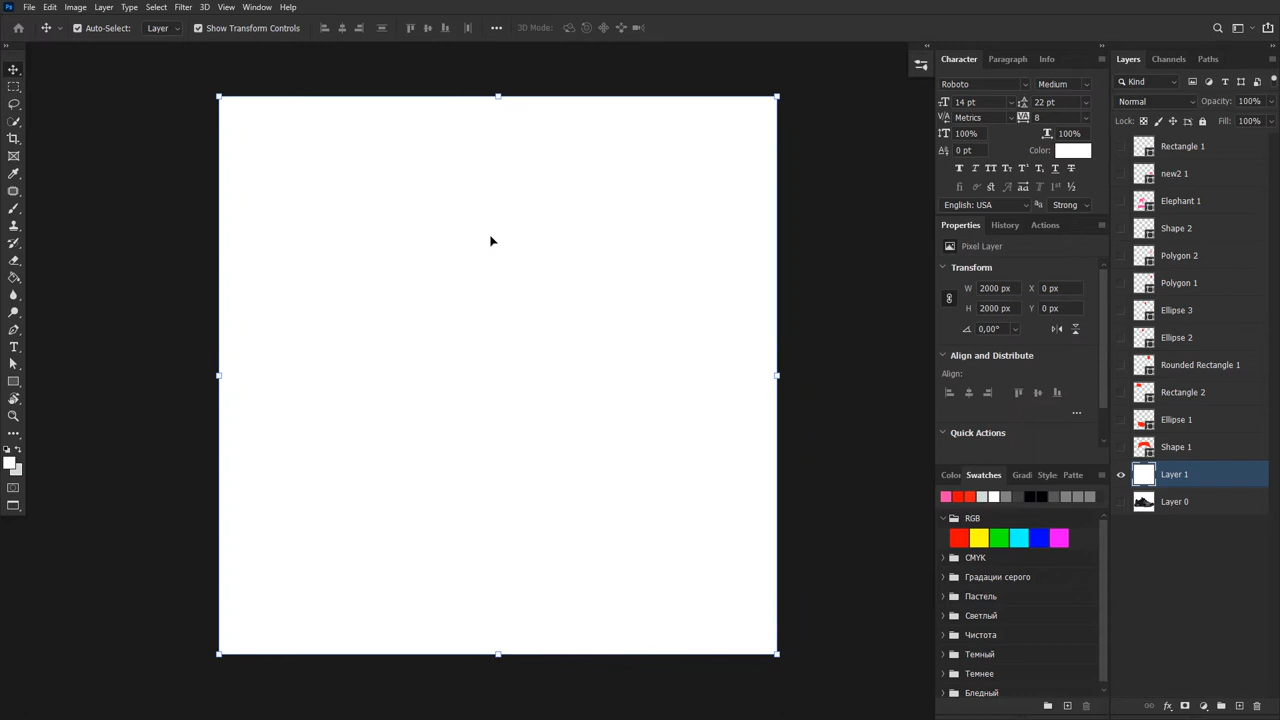 Ps File Edit Image Layer Type Select Filter 3D View Window Help
Auto-Select: Layer Show Transform Controls 3D Mode:
Character Paragraph Info
Roboto Medium
14 pt 22 pt
Metrics 8
100% 100%
0 pt Color:
English: USA Strong
Properties History Actions
Pixel Layer
Transform
W 2000 px X 0 px
H 2000 px Y 0 px
0,00°
Align and Distribute
Align:
Quick Actions
Color Swatches Gradi Style Patte
RGB
CMYK
Градации серого
Пастель
Светлый
Чистота
Темный
Темнее
Бледный
Layers Channels Paths
Kind
Normal Opacity: 100%
Lock: Fill: 100%
Rectangle 1
new2 1
Elephant 1
Shape 2
Polygon 2
Polygon 1
Ellipse 3
Ellipse 2
Rounded Rectangle 1
Rectangle 2
Ellipse 1
Shape 1
Layer 1
Layer 0